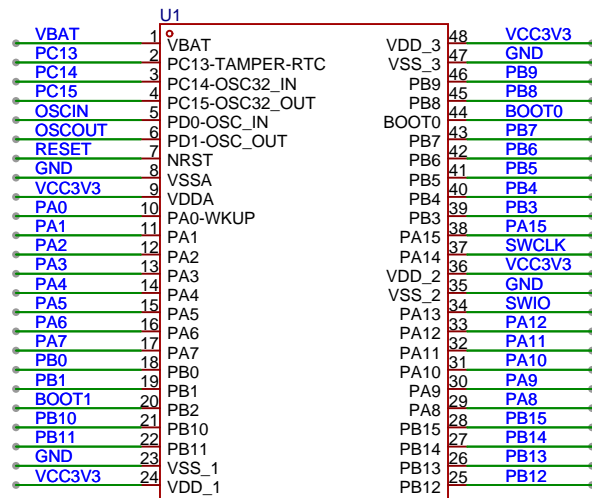 U1
VBAT 1 VBAT VDD_3 48 VCC3V3
PC13 2 PC13-TAMPER-RTC VSS_3 47 GND
PC14 3 PC14-OSC32_IN PB9 46 PB9
PC15 4 PC15-OSC32_OUT PB8 45 PB8
OSCIN 5 PD0-OSC_IN BOOT0 44 BOOT0
OSCOUT 6 PD1-OSC_OUT PB7 43 PB7
RESET 7 NRST PB6 42 PB6
GND 8 VSSA PB5 41 PB5
VCC3V3 9 VDDA PB4 40 PB4
PA0 10 PA0-WKUP PB3 39 PB3
PA1 11 PA1 PA15 38 PA15
PA2 12 PA2 PA14 37 SWCLK
PA3 13 PA3 VDD_2 36 VCC3V3
PA4 14 PA4 VSS_2 35 GND
PA5 15 PA5 PA13 34 SWIO
PA6 16 PA6 PA12 33 PA12
PA7 17 PA7 PA11 32 PA11
PB0 18 PB0 PA10 31 PA10
PB1 19 PB1 PA9 30 PA9
BOOT1 20 PB2 PA8 29 PA8
PB10 21 PB10 PB15 28 PB15
PB11 22 PB11 PB14 27 PB14
GND 23 VSS_1 PB13 26 PB13
VCC3V3 24 VDD_1 PB12 25 PB12